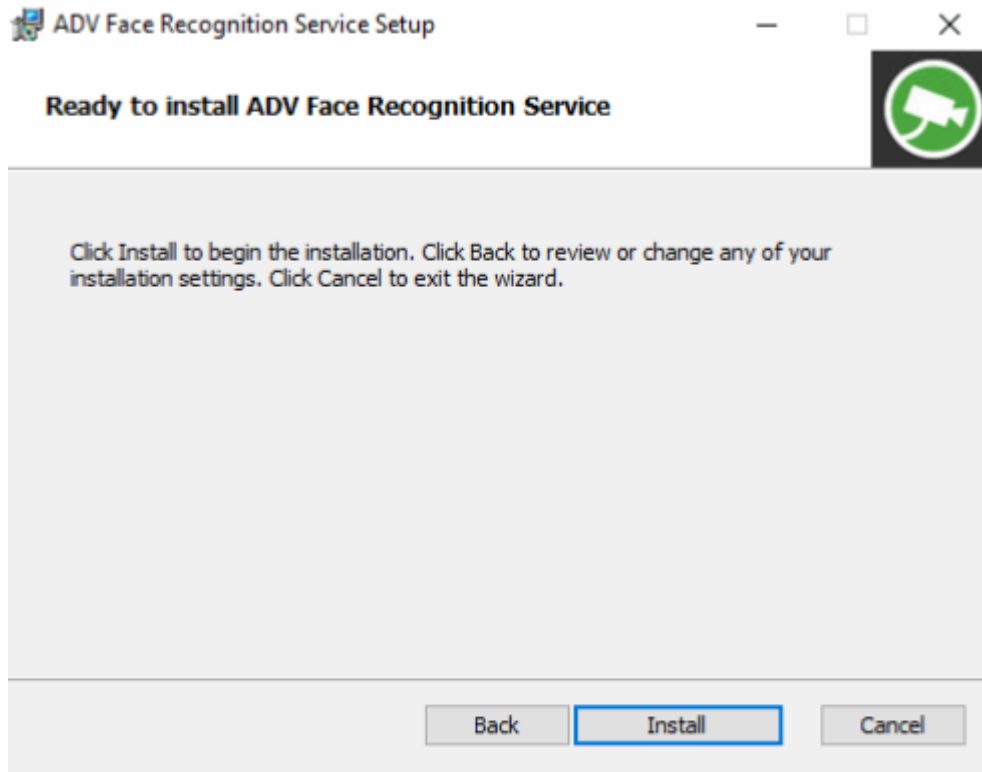 ADV Face Recognition Service Setup
Ready to install ADV Face Recognition Service
Click Install to begin the installation. Click Back to review or change any of your
installation settings. Click Cancel to exit the wizard.
Back Install Cancel